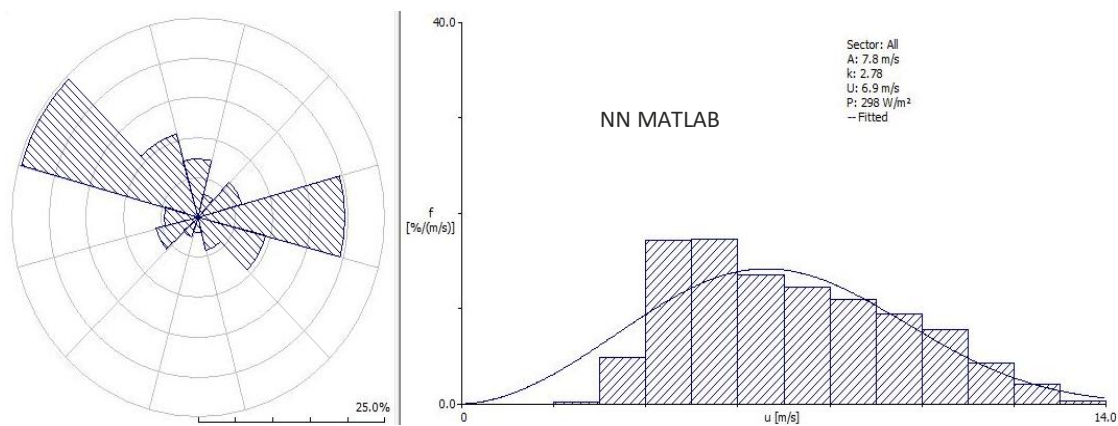 25.0%
40.0
f
[%/(m/s)]
0.0
0
u [m/s]
14.0
NN MATLAB
Sector: All
A: 7.8 m/s
k: 2.78
U: 6.9 m/s
P: 298 W/m²
-- Fitted